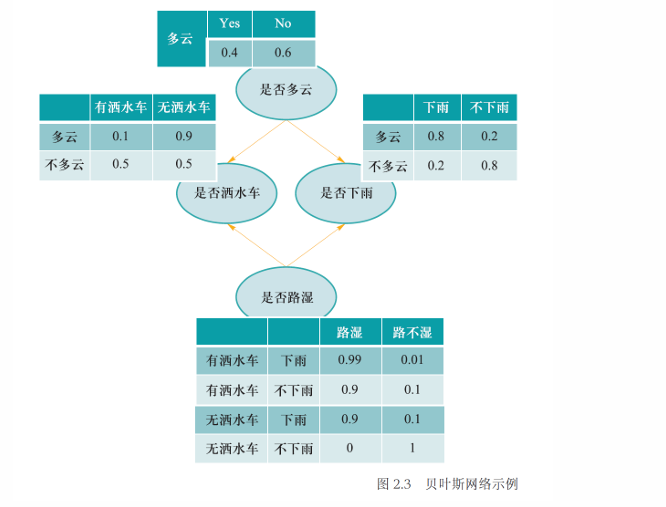 多云 Yes No
0.4 0.6
是否多云
有洒水车 无洒水车
多云 0.1 0.9
不多云 0.5 0.5
下雨 不下雨
多云 0.8 0.2
不多云 0.2 0.8
是否洒水车
是否下雨
是否路湿
路湿 路不湿
有洒水车 下雨 0.99 0.01
有洒水车 不下雨 0.9 0.1
无洒水车 下雨 0.9 0.1
无洒水车 不下雨 0 1
图 2.3 贝叶斯网络示例